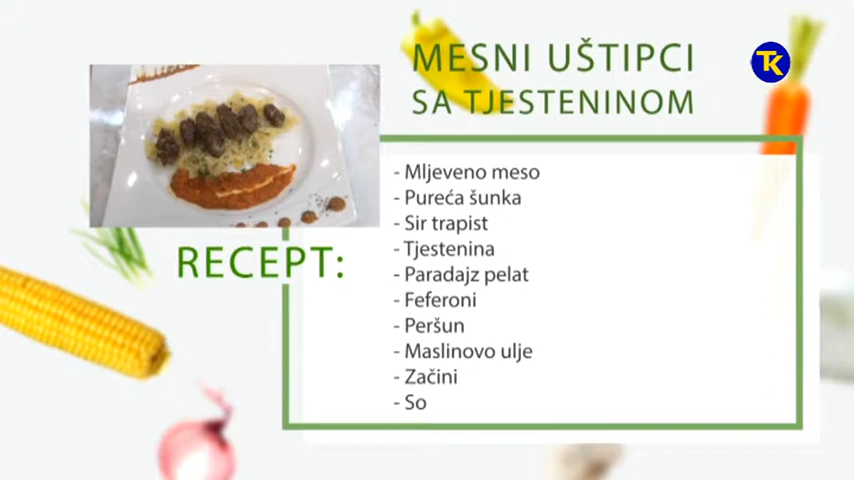 MESNI UŠTIPCI
SA TJESTENINOM
TK
RECEPT:
- Mljeveno meso
- Pureća šunka
- Sir trapist
- Tjestenina
- Paradajz pelat
- Feferoni
- Peršun
- Maslinovo ulje
- Začini
- So